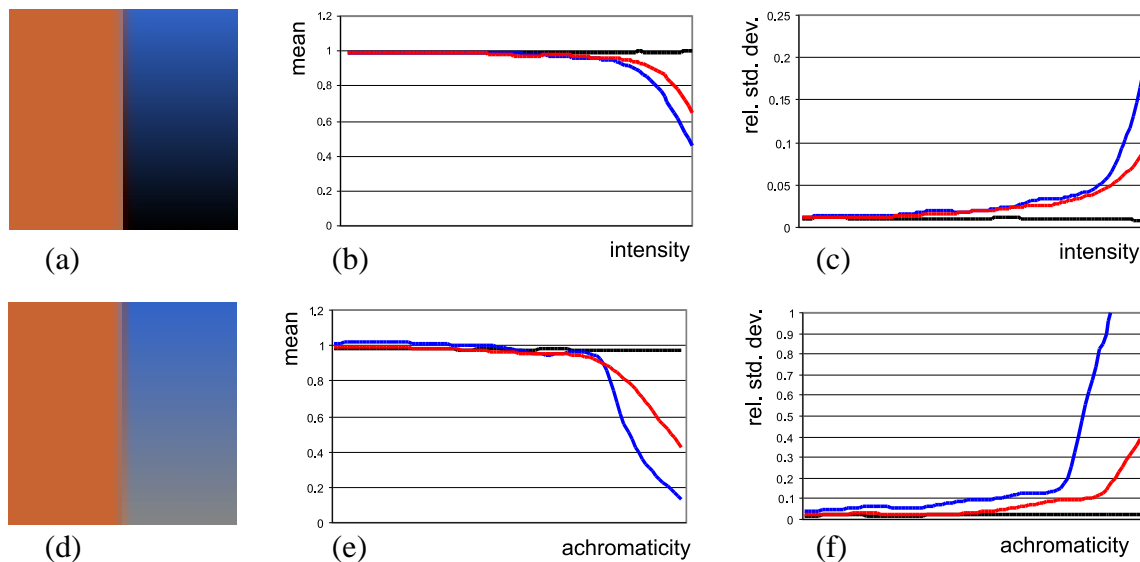 mean
1.2
1
0.8
0.6
0.4
0.2
0
intensity
rel. std. dev.
0.25
0.2
0.15
0.1
0.05
0
intensity
(a)
(b)
(c)
mean
1.2
1
0.8
0.6
0.4
0.2
0
achromaticity
rel. std. dev.
1
0.9
0.8
0.7
0.6
0.5
0.4
0.3
0.2
0.1
0
achromaticity
(d)
(e)
(f)